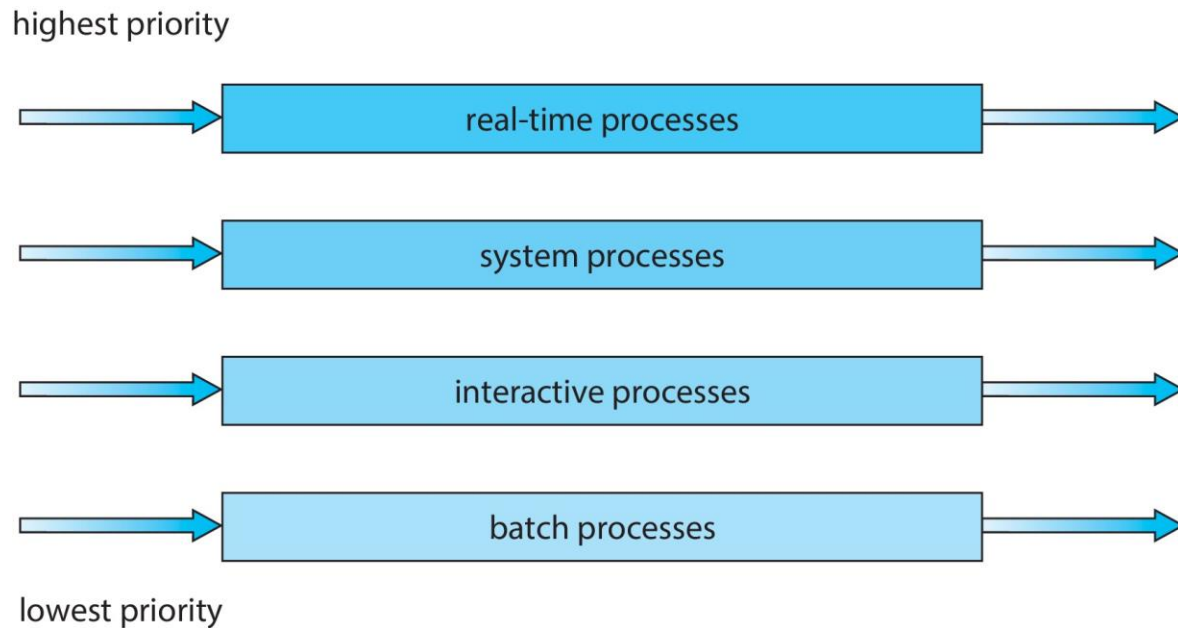 highest priority
real-time processes
system processes
interactive processes
batch processes
lowest priority